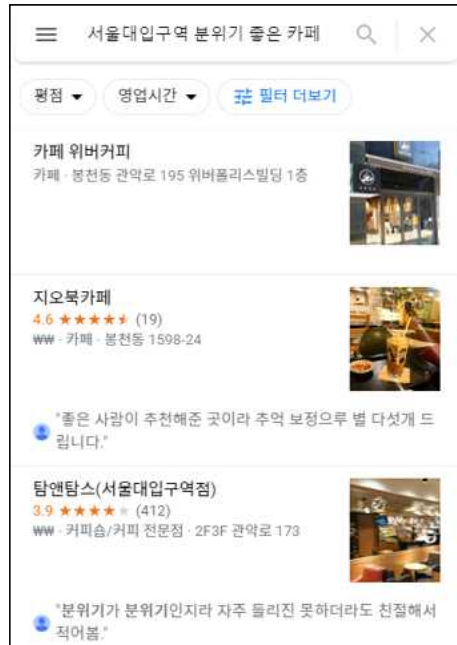 서울대입구역 분위기 좋은 카페
평점
영업시간
필터 더보기
카페 위버커피
카페 · 봉천동 관악로 195 위버폴리스빌딩 1층
지오북카페
4.6 ★★★★★ (19)
₩₩ · 카페 · 봉천동 1598-24
"좋은 사람이 추천해준 곳이라 추억 보정으루 별 다섯개 드
립니다."
탐앤탐스(서울대입구역점)
3.9 ★★★★★ (412)
₩₩ · 커피숍/커피 전문점 · 2F3F 관악로 173
"분위기가 분위기인지라 자주 들리진 못하더라도 친절해서
적어봄."